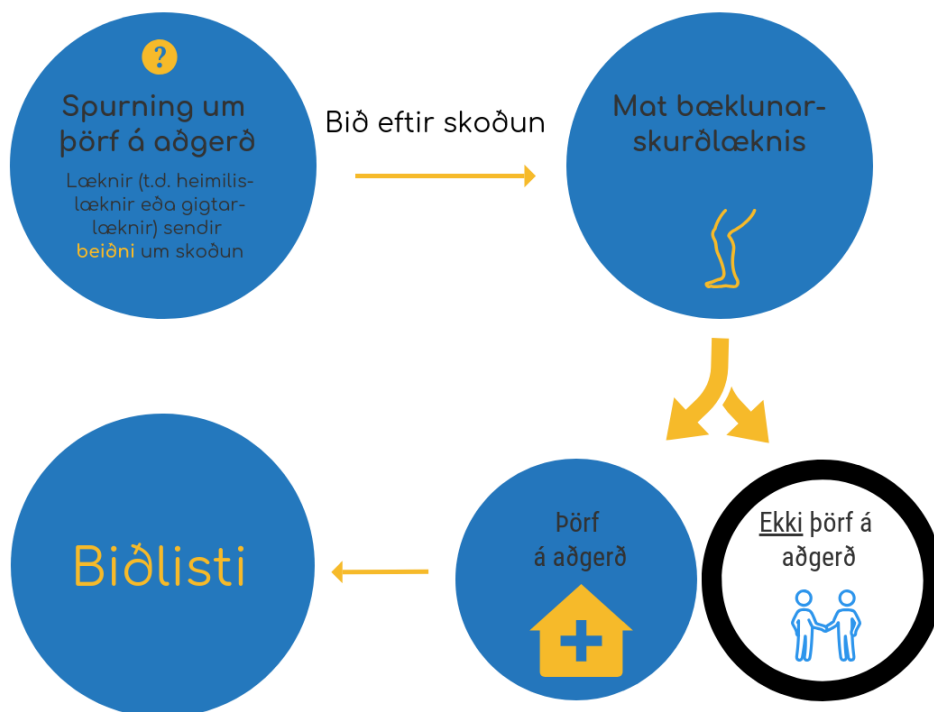 ?
Spurning um
þörf á aðgerð
Læknir (t.d. heimilis-
læknir eða gigtar-
læknir) sendir
beiðni um skoðun
Bið eftir skoðun
Mat bæklunar-
skurðlæknis
Þörf
á aðgerð
Ekki þörf á
aðgerð
Biðlisti